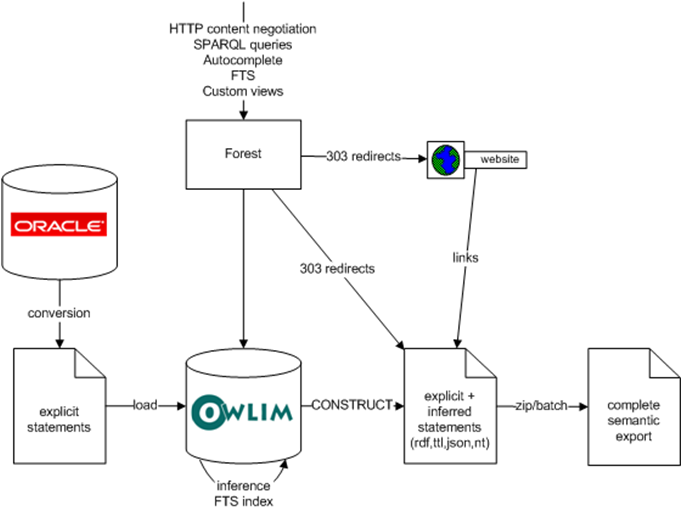 HTTP content negotiation
SPARQL queries
Autocomplete
FTS
Custom views
Forest
303 redirects
website
ORACLE®
303 redirects
links
conversion
explicit
statements
load
OWLIM
CONSTRUCT
explicit +
inferred
statements
(rdf,ttl,json,nt)
zip/batch
complete
semantic
export
inference
FTS index